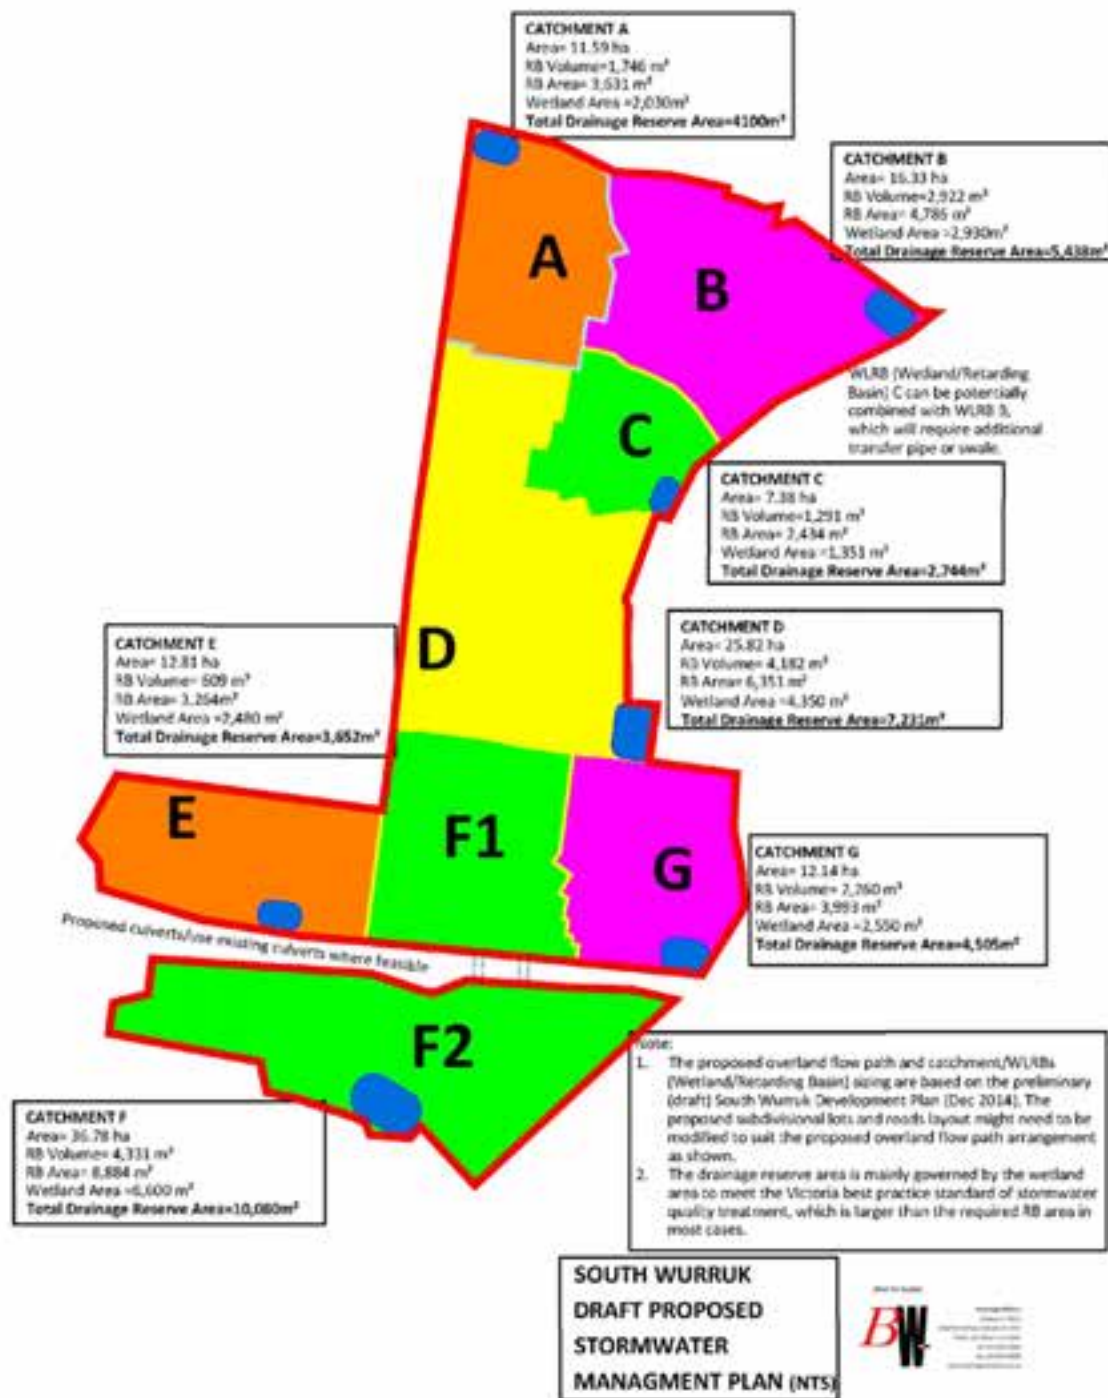 CATCHMENT A
Area= 11.59 ha
RB Volume=1,746 m³
RB Area= 3,631 m²
Wetland Area =2,030m²
Total Drainage Reserve Area=4100m²
CATCHMENT B
Area= 16.33 ha
RB Volume=2,922 m³
RB Area= 4,786 m²
Wetland Area =2,930m²
Total Drainage Reserve Area=5,438m²
A
B
WLRB (Wetland/Retarding
Basin) C can be potentially
combined with WLRB 3,
which will require additional
transfer pipe or swale.
C
CATCHMENT C
Area= 7.38 ha
RB Volume=1,291 m³
RB Area= 2,434 m²
Wetland Area =1,351 m²
Total Drainage Reserve Area=2,744m²
CATCHMENT D
Area= 25.82 ha
RB Volume= 4,182 m³
RB Area= 6,351 m²
Wetland Area =4,350 m²
Total Drainage Reserve Area=7,231m²
D
CATCHMENT E
Area= 12.81 ha
RB Volume= 609 m³
RB Area= 3,264m²
Wetland Area =2,480 m²
Total Drainage Reserve Area=3,652m²
E
F1
G
CATCHMENT G
Area= 12.14 ha
RB Volume= 2,260 m³
RB Area= 3,993 m²
Wetland Area =2,550 m²
Total Drainage Reserve Area=4,505m²
Proposed culverts/use existing culverts where feasible
F2
CATCHMENT F
Area= 36.78 ha
RB Volume= 4,331 m³
RB Area= 8,884 m²
Wetland Area =6,600 m²
Total Drainage Reserve Area=10,080m²
Note:
1. The proposed overland flow path and catchment/WLRBs
(Wetland/Retarding Basin) sizing are based on the preliminary
(draft) South Wurruk Development Plan (Dec 2014). The
proposed subdivisional lots and roads layout might need to be
modified to suit the proposed overland flow path arrangement
as shown.
2. The drainage reserve area is mainly governed by the wetland
area to meet the Victoria best practice standard of stormwater
quality treatment, which is larger than the required RB area in
most cases.
SOUTH WURRUK
DRAFT PROPOSED
STORMWATER
MANAGMENT PLAN (NTS)
BW